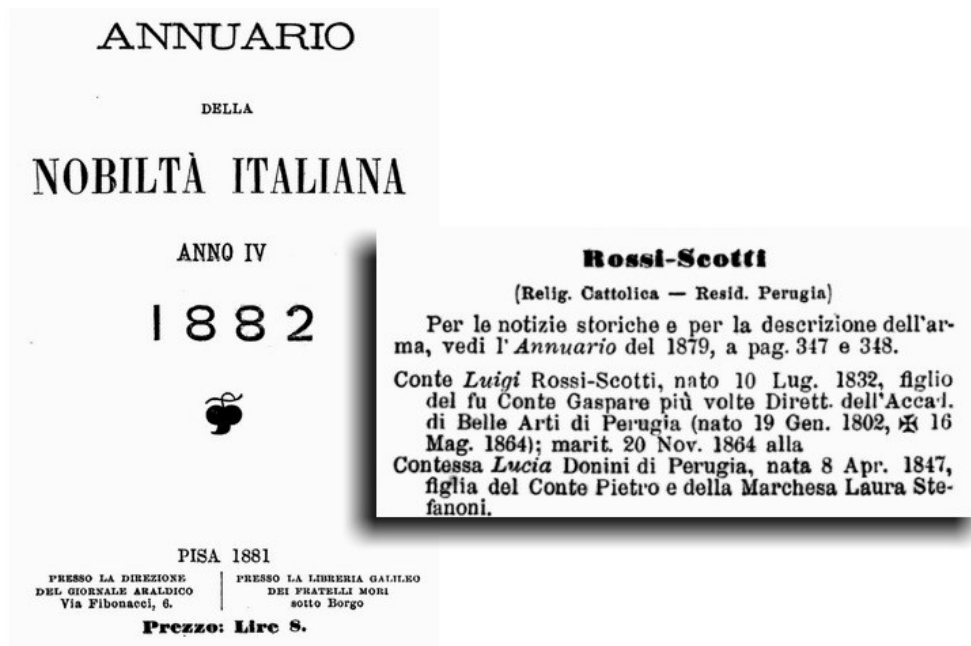 ANNUARIO
DELLA
NOBILTÀ ITALIANA
ANNO IV
1882
PISA 1881
PRESSO LA DIREZIONE
DEL GIORNALE ARALDICO
Via Fibonacci, 6.
PRESSO LA LIBRERIA GALILEO
DEI FRATELLI MORI
sotto Borgo
Prezzo: Lire 8.
Rossi-Scotti
(Relig. Cattolica — Resid. Perugia)
Per le notizie storiche e per la descrizione dell'ar-
ma, vedi l'Annuario del 1879, a pag. 347 e 348.
Conte Luigi Rossi-Scotti, nato 10 Lug. 1832, figlio
del fu Conte Gaspare più volte Dirett. dell'Accad.
di Belle Arti di Perugia (nato 19 Gen. 1802, ✠ 16
Mag. 1864); marit. 20 Nov. 1864 alla
Contessa Lucia Donini di Perugia, nata 8 Apr. 1847,
figlia del Conte Pietro e della Marchesa Laura Ste-
fanoni.